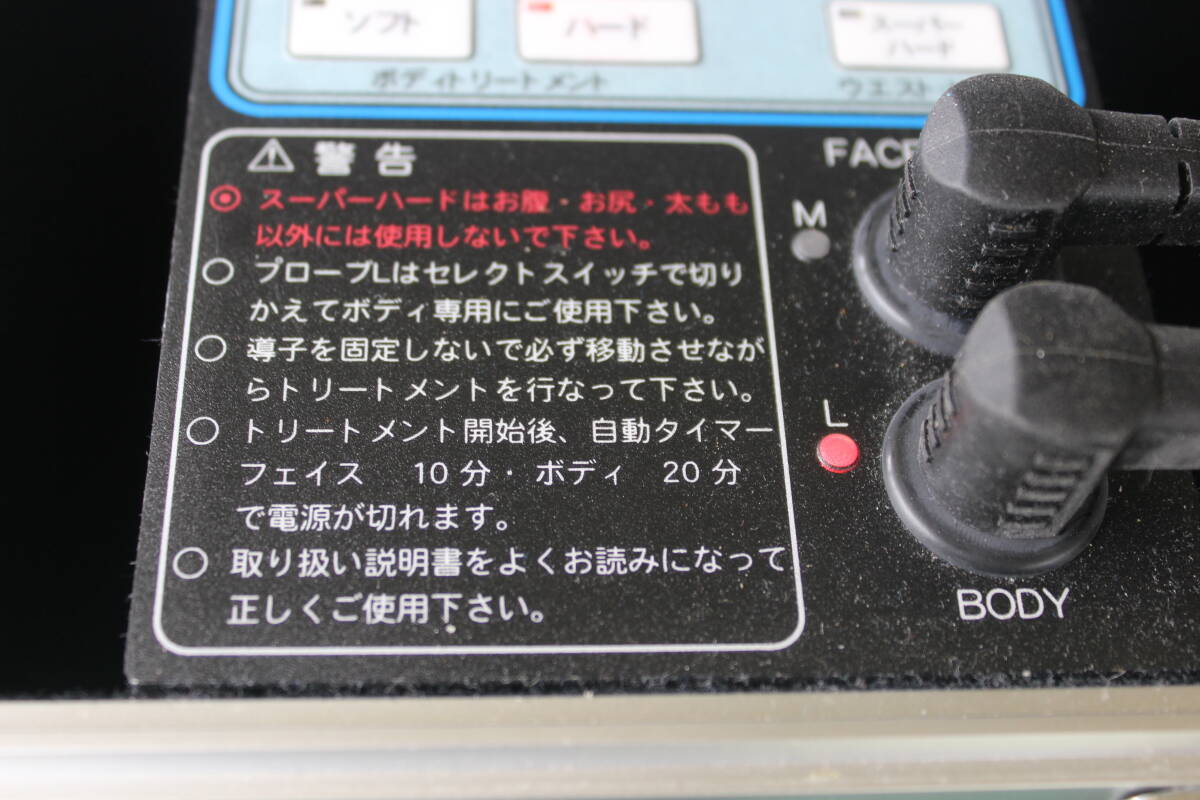 ソフト
ハード
スーパー
ハード
ボディトリートメント
ウエスト
⚠ 警告
◉ スーパーハードはお腹・お尻・太もも
以外には使用しないで下さい。
○ プローブLはセレクトスイッチで切り
かえてボディ専用にご使用下さい。
○ 導子を固定しないで必ず移動させなが
らトリートメントを行なって下さい。
○ トリートメント開始後、自動タイマー
フェイス 10分・ボディ 20分
で電源が切れます。
○ 取り扱い説明書をよくお読みになって
正しくご使用下さい。
FACE
M
L
BODY